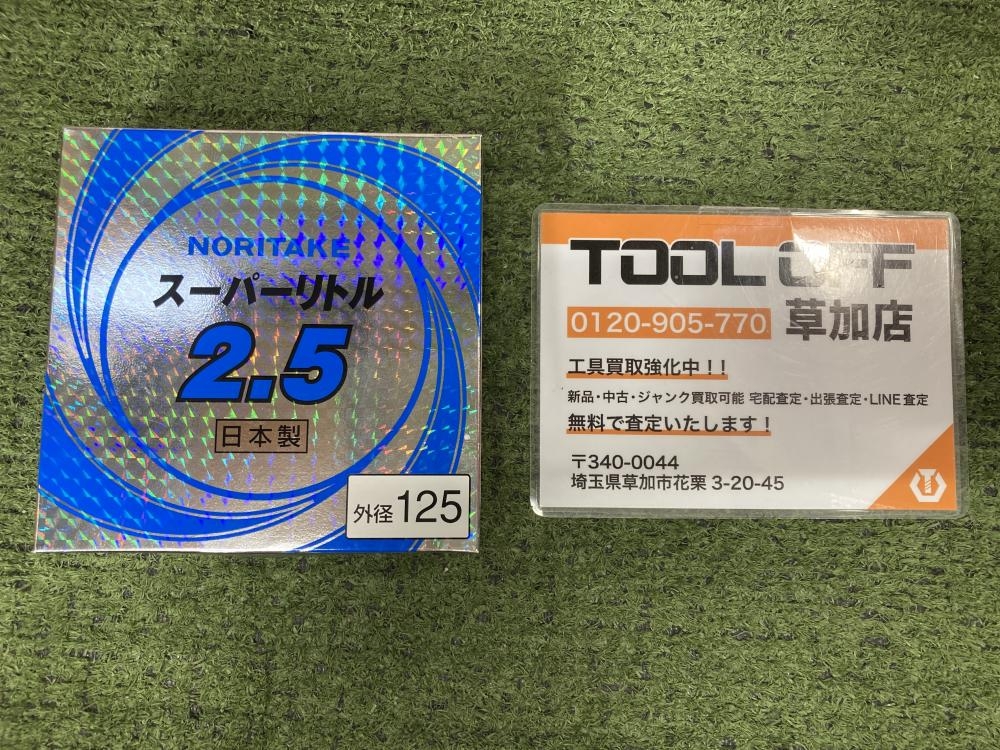 NORITAKE
スーパーリトル
2.5
日本製
外径 125
TOOL OFF
0120-905-770 草加店
工具買取強化中!!
新品・中古・ジャンク買取可能 宅配査定・出張査定・LINE査定
無料で査定いたします!
〒340-0044
埼玉県草加市花栗 3-20-45